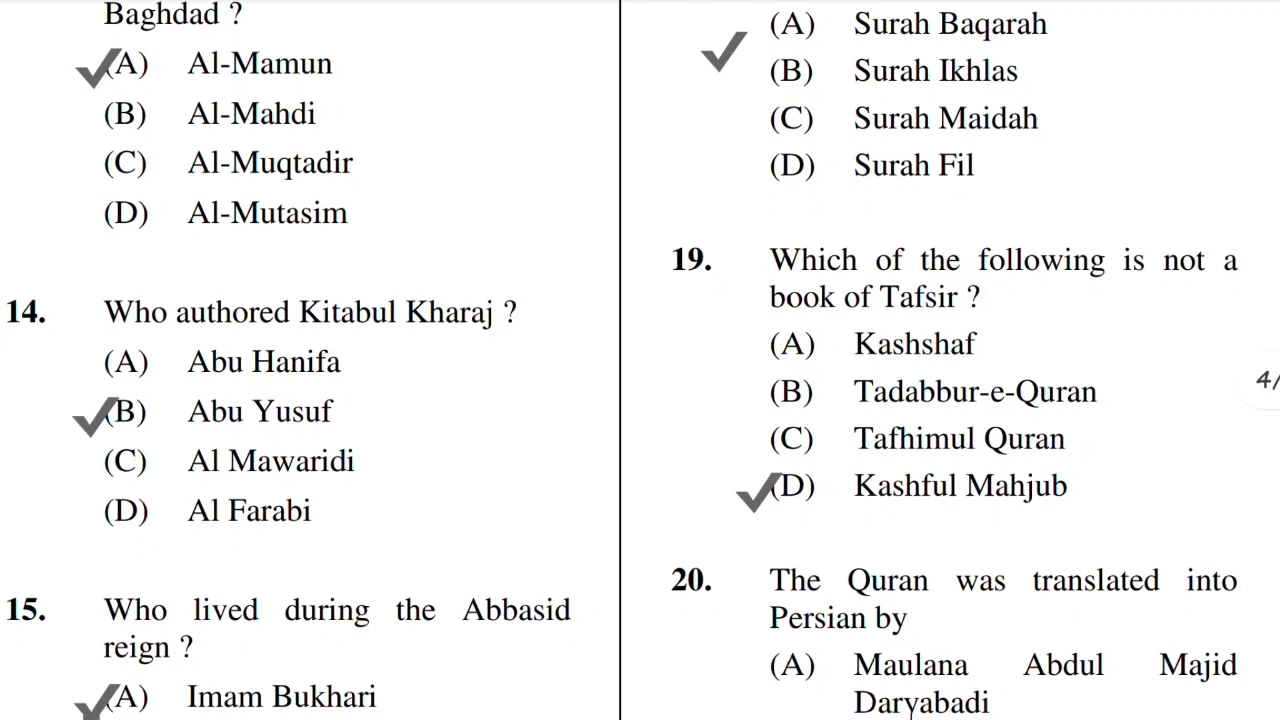 Baghdad ?
(A) Al-Mamun
(B) Al-Mahdi
(C) Al-Muqtadir
(D) Al-Mutasim
14. Who authored Kitabul Kharaj ?
(A) Abu Hanifa
(B) Abu Yusuf
(C) Al Mawaridi
(D) Al Farabi
15. Who lived during the Abbasid
reign ?
(A) Imam Bukhari
(A) Surah Baqarah
(B) Surah Ikhlas
(C) Surah Maidah
(D) Surah Fil
19. Which of the following is not a
book of Tafsir ?
(A) Kashshaf
(B) Tadabbur-e-Quran
(C) Tafhimul Quran
(D) Kashful Mahjub
20. The Quran was translated into
Persian by
(A) Maulana Abdul Majid
Daryabadi
4/